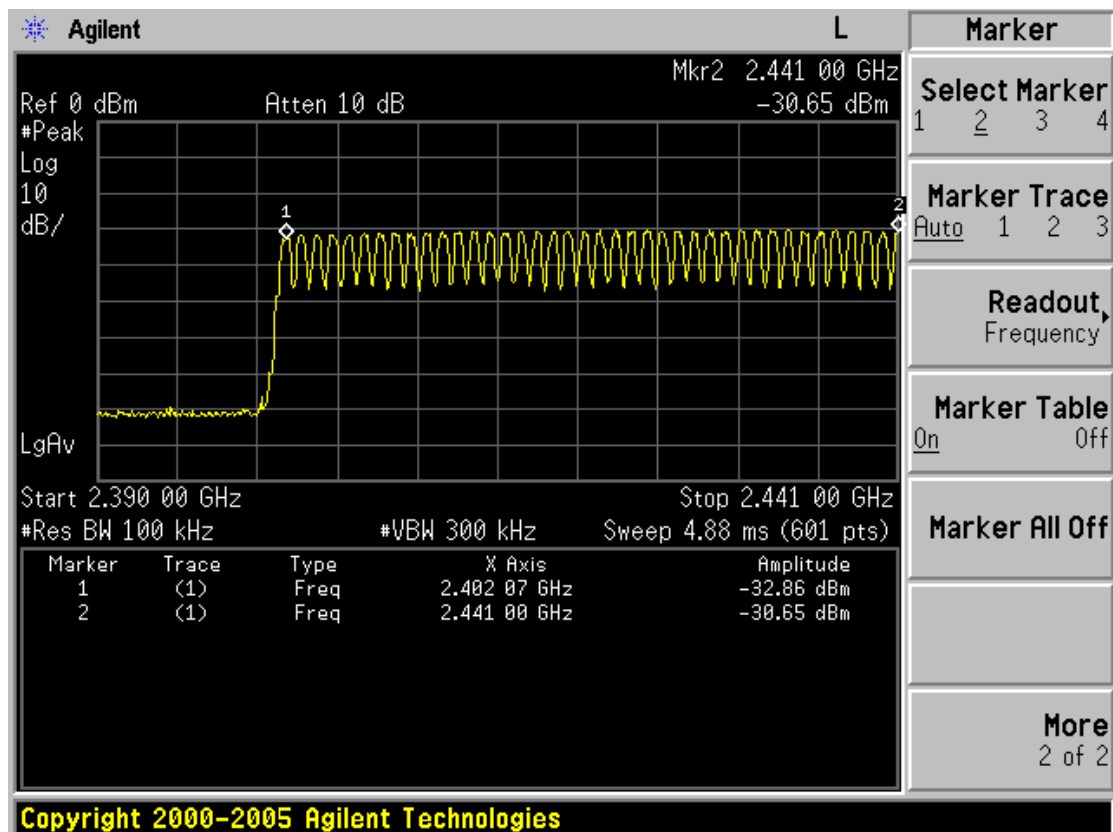 Agilent L Marker
Mkr2 2.441 00 GHz
Ref 0 dBm Atten 10 dB -30.65 dBm
#Peak
Log
10
dB/
1
2
LgAv
Start 2.390 00 GHz Stop 2.441 00 GHz
#Res BW 100 kHz #VBW 300 kHz Sweep 4.88 ms (601 pts)
Marker Trace Type X Axis Amplitude
1 (1) Freq 2.402 07 GHz -32.86 dBm
2 (1) Freq 2.441 00 GHz -30.65 dBm
Select Marker
1 2 3 4
Marker Trace
Auto 1 2 3
Readout
Frequency
Marker Table
On Off
Marker All Off
More
2 of 2
Copyright 2000-2005 Agilent Technologies